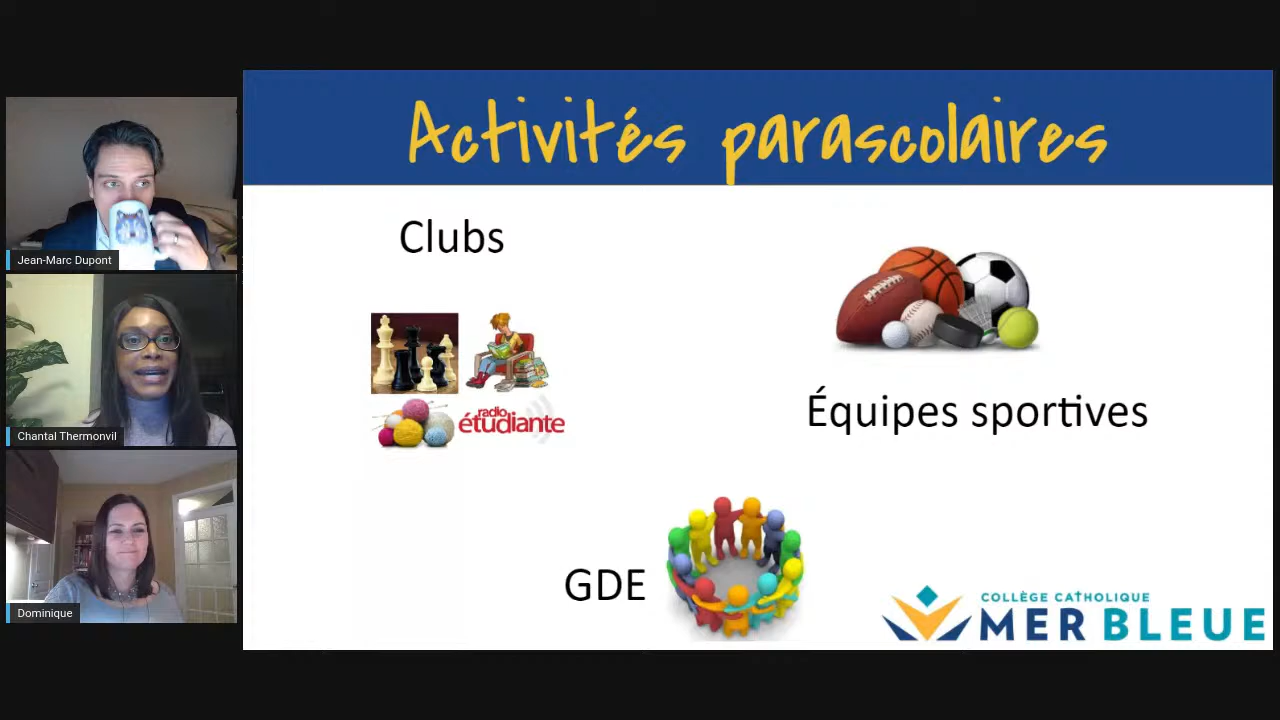 Activités parascolaires
Clubs
radio
étudiante
Équipes sportives
GDE
COLLÈGE CATHOLIQUE
MER BLEUE
Jean-Marc Dupont
Chantal Thermonvil
Dominique